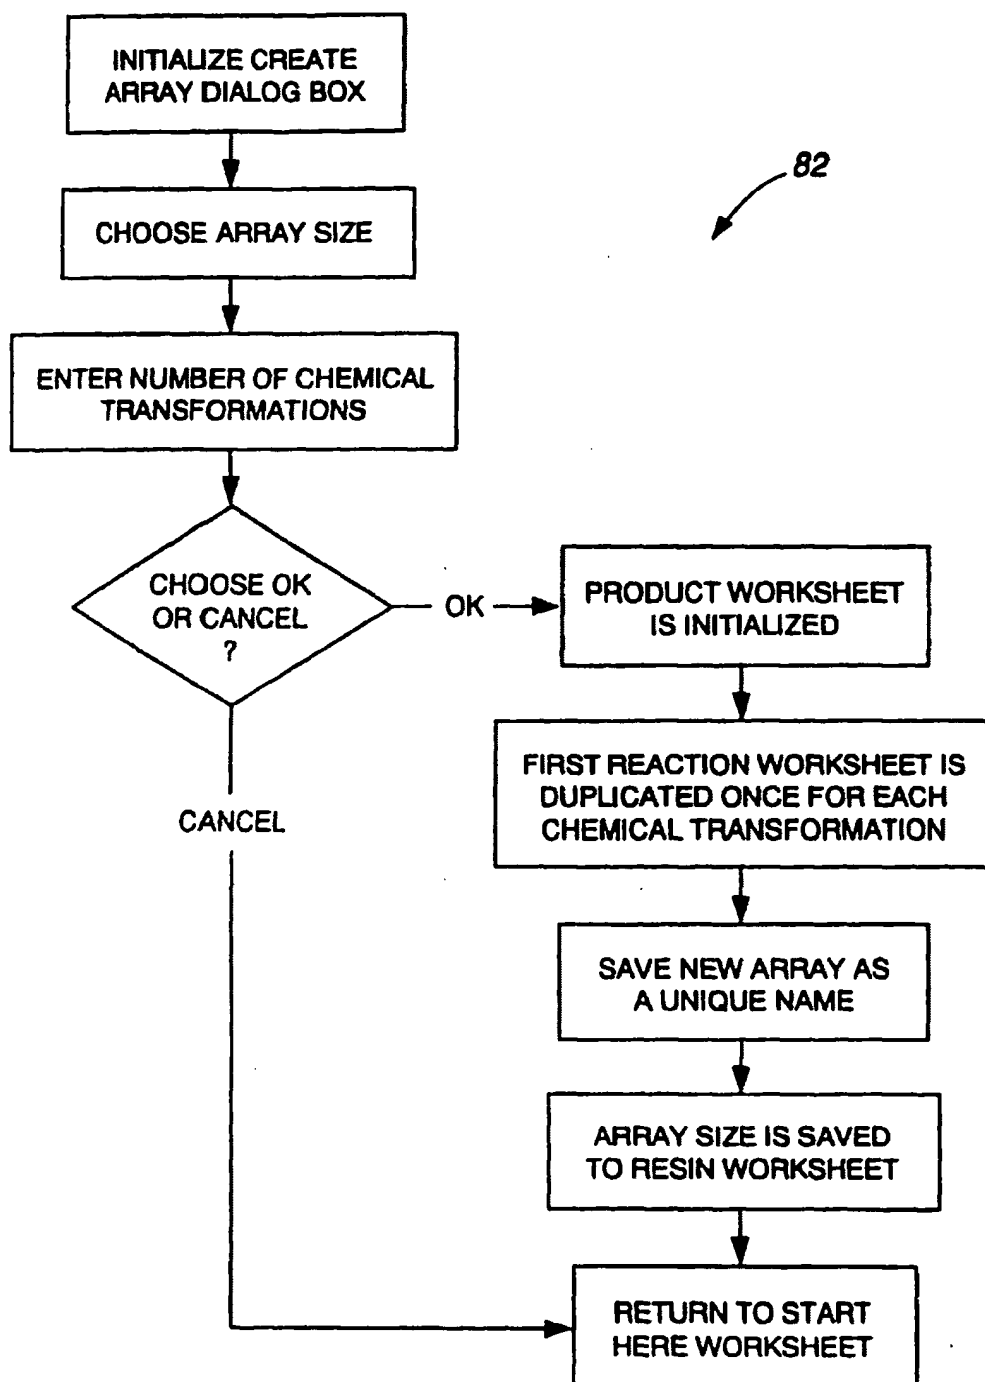 INITIALIZE CREATE
ARRAY DIALOG BOX
82
CHOOSE ARRAY SIZE
ENTER NUMBER OF CHEMICAL
TRANSFORMATIONS
CHOOSE OK
OR CANCEL
?
OK
PRODUCT WORKSHEET
IS INITIALIZED
FIRST REACTION WORKSHEET IS
DUPLICATED ONCE FOR EACH
CHEMICAL TRANSFORMATION
CANCEL
SAVE NEW ARRAY AS
A UNIQUE NAME
ARRAY SIZE IS SAVED
TO RESIN WORKSHEET
RETURN TO START
HERE WORKSHEET